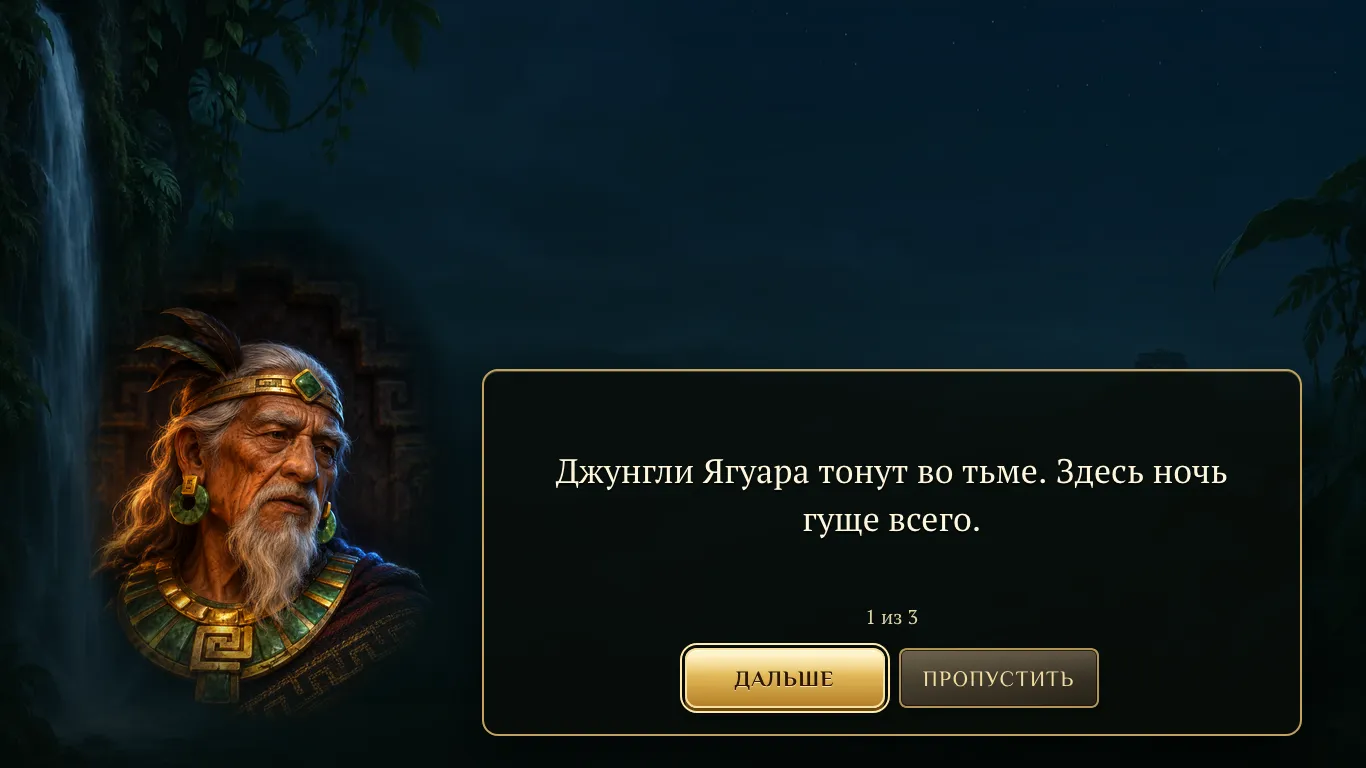 Джунгли Ягуара тонут во тьме. Здесь ночь
гуще всего.
1 из 3
ДАЛЬШЕ
ПРОПУСТИТЬ